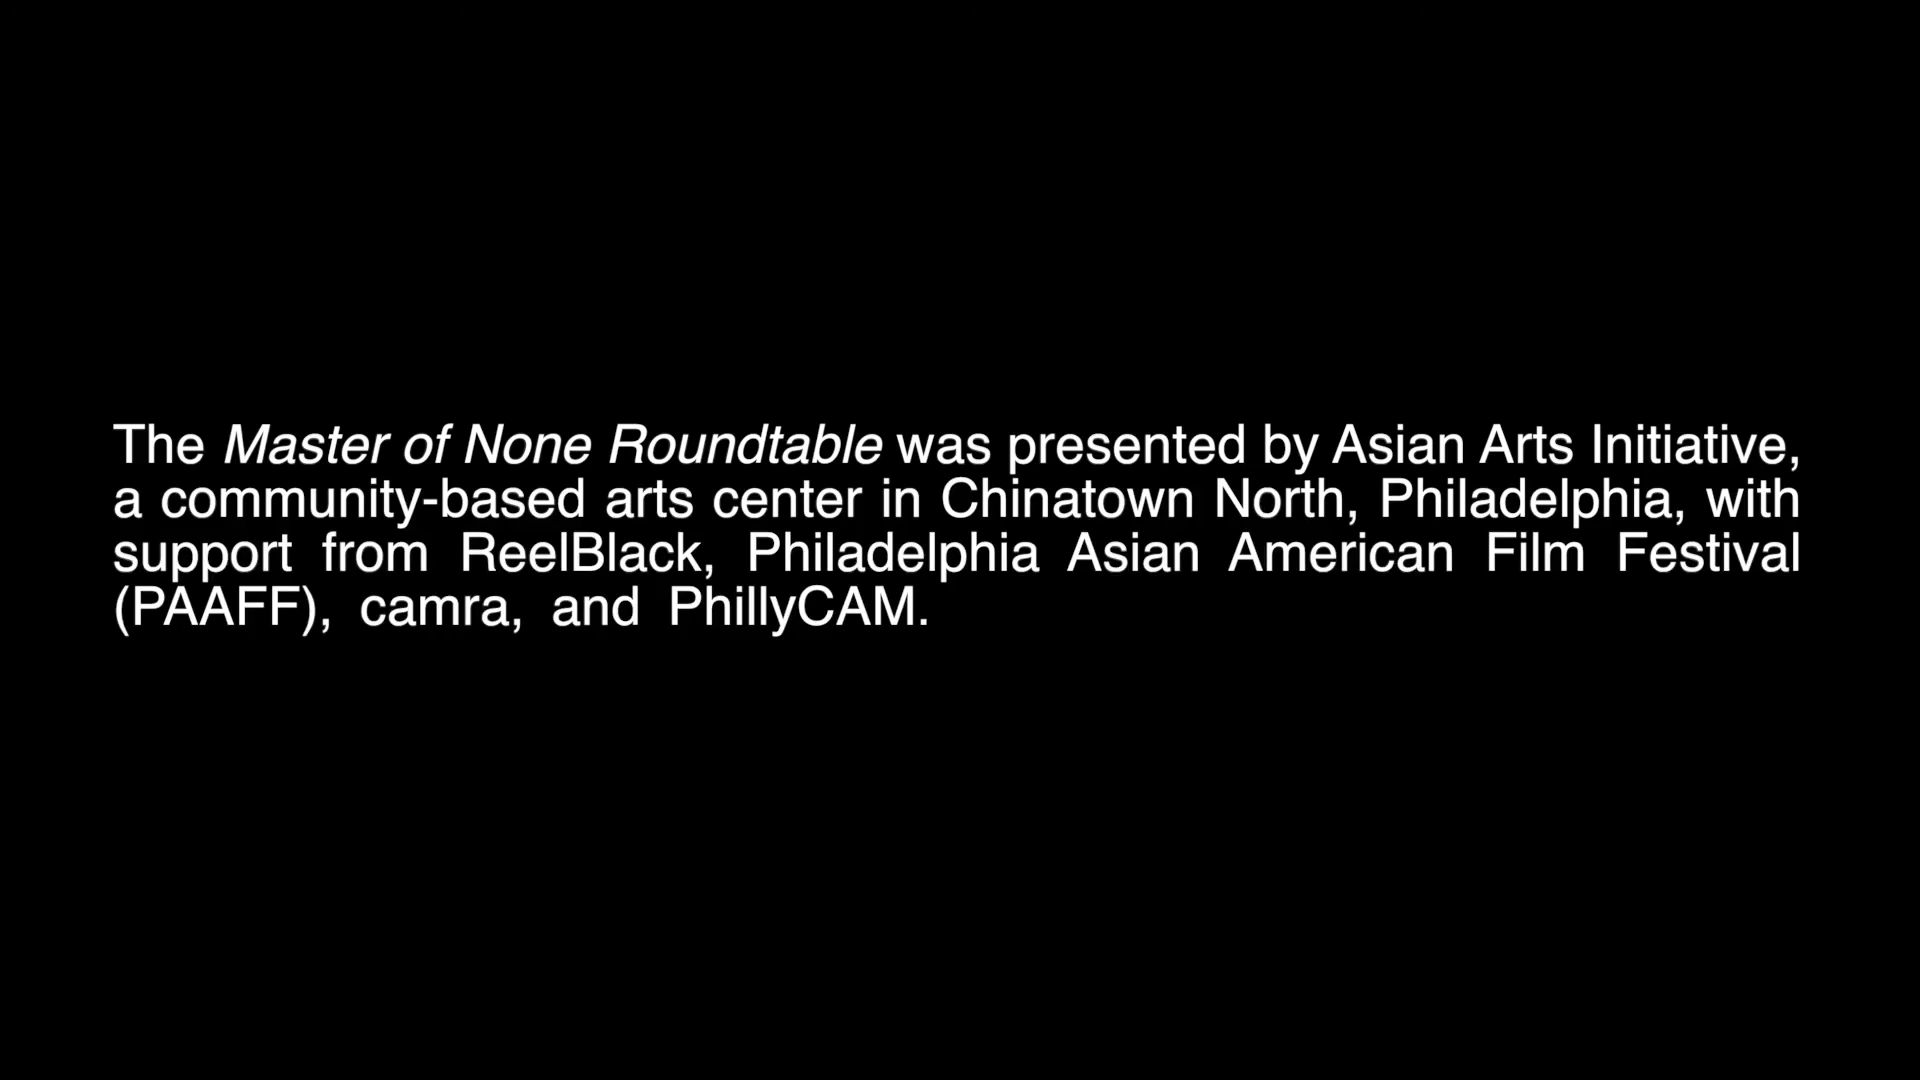 The Master of None Roundtable was presented by Asian Arts Initiative,
a community-based arts center in Chinatown North, Philadelphia, with
support from ReelBlack, Philadelphia Asian American Film Festival
(PAAFF), camra, and PhillyCAM.